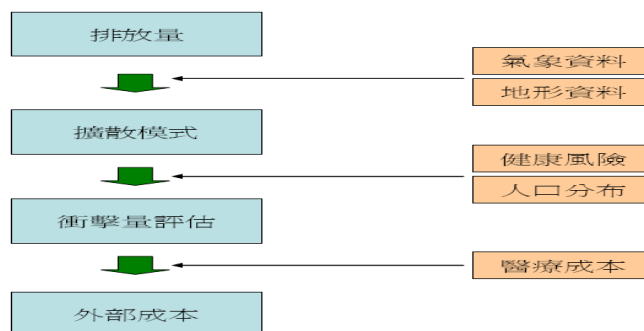 排放量
氣象資料
地形資料
擴散模式
健康風險
人口分布
衝擊量評估
醫療成本
外部成本